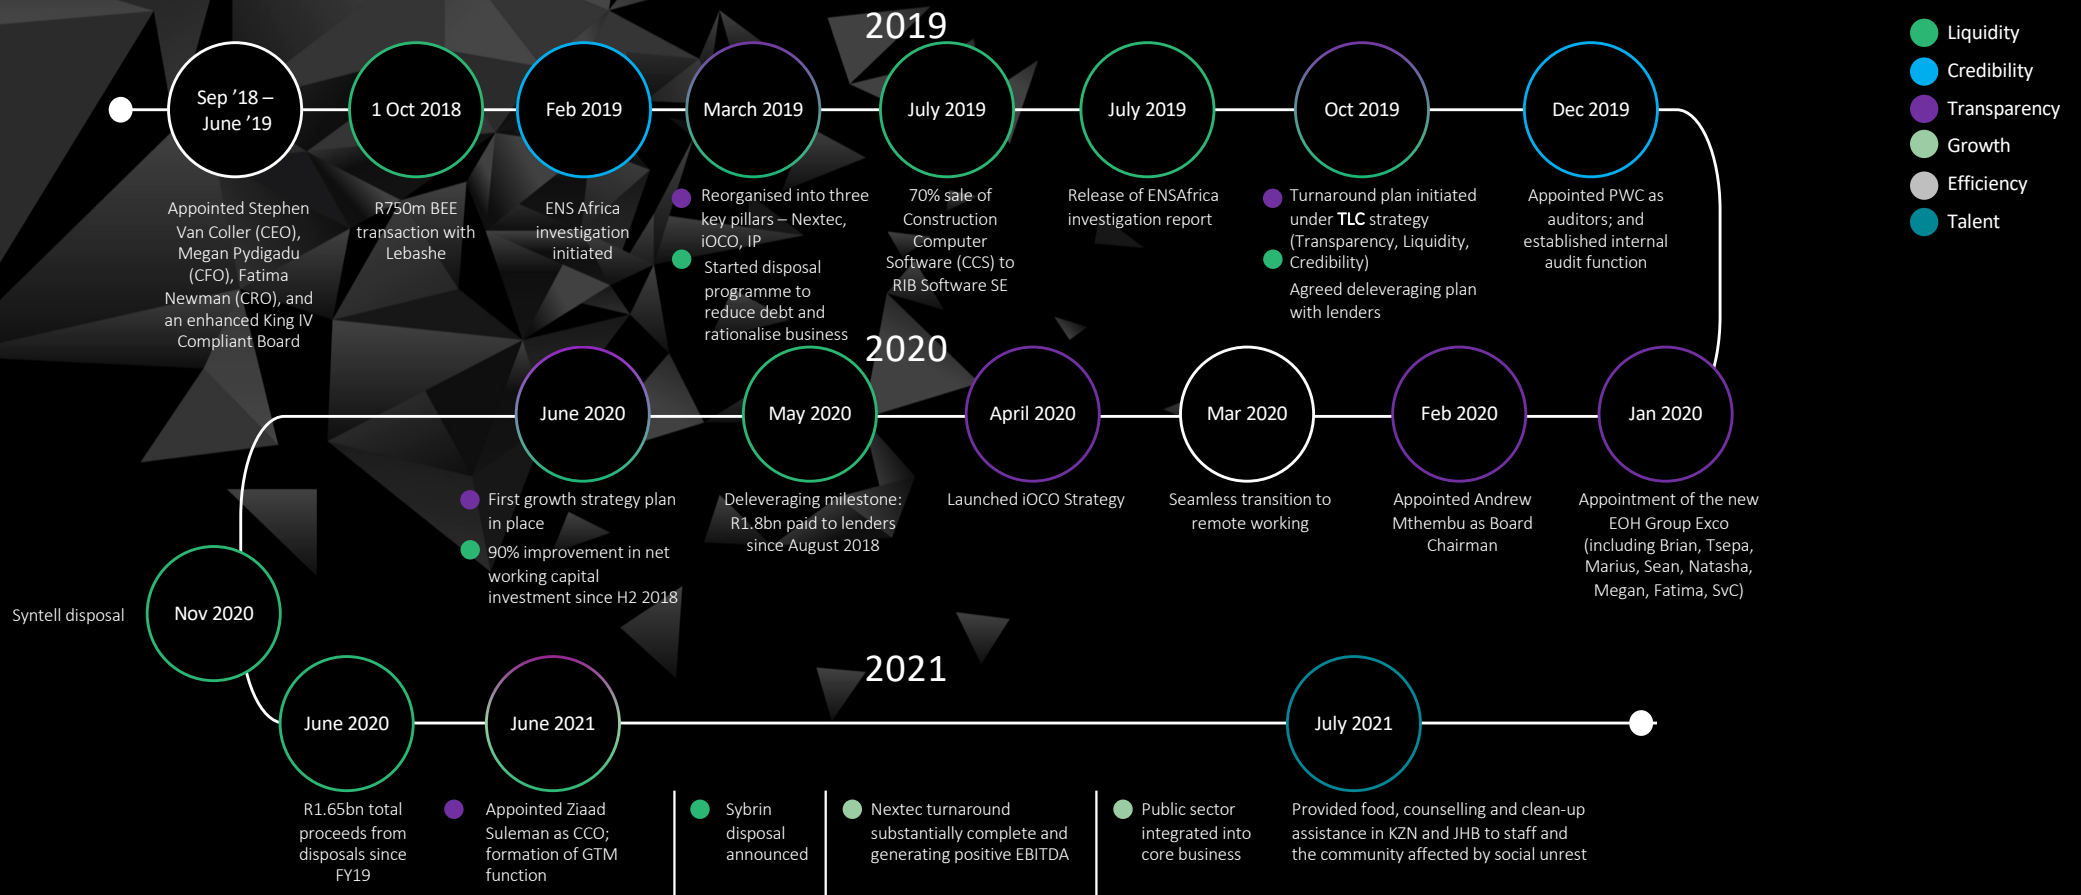 2019
Liquidity
Credibility
Transparency
Growth
Efficiency
Talent
Sep ’18 –
June ’19
Appointed Stephen
Van Coller (CEO),
Megan Pydigadu
(CFO), Fatima
Newman (CRO), and
an enhanced King IV
Compliant Board
1 Oct 2018
R750m BEE
transaction with
Lebashe
Feb 2019
ENS Africa
investigation
initiated
March 2019
Reorganised into three
key pillars – Nextec,
iOCO, IP
Started disposal
programme to
reduce debt and
rationalise business
July 2019
70% sale of
Construction
Computer
Software (CCS) to
RIB Software SE
July 2019
Release of ENSAfrica
investigation report
Oct 2019
Turnaround plan initiated
under TLC strategy
(Transparency, Liquidity,
Credibility)
Agreed deleveraging plan
with lenders
Dec 2019
Appointed PWC as
auditors; and
established internal
audit function
2020
June 2020
First growth strategy plan
in place
90% improvement in net
working capital
investment since H2 2018
May 2020
Deleveraging milestone:
R1.8bn paid to lenders
since August 2018
April 2020
Launched iOCO Strategy
Mar 2020
Seamless transition to
remote working
Feb 2020
Appointed Andrew
Mthembu as Board
Chairman
Jan 2020
Appointment of the new
EOH Group Exco
(including Brian, Tsepa,
Marius, Sean, Natasha,
Megan, Fatima, SvC)
Syntell disposal
Nov 2020
2021
June 2020
R1.65bn total
proceeds from
disposals since
FY19
June 2021
Appointed Ziaad
Suleman as CCO;
formation of GTM
function
Sybrin
disposal
announced
Nextec turnaround
substantially complete and
generating positive EBITDA
Public sector
integrated into
core business
July 2021
Provided food, counselling and clean-up
assistance in KZN and JHB to staff and
the community affected by social unrest